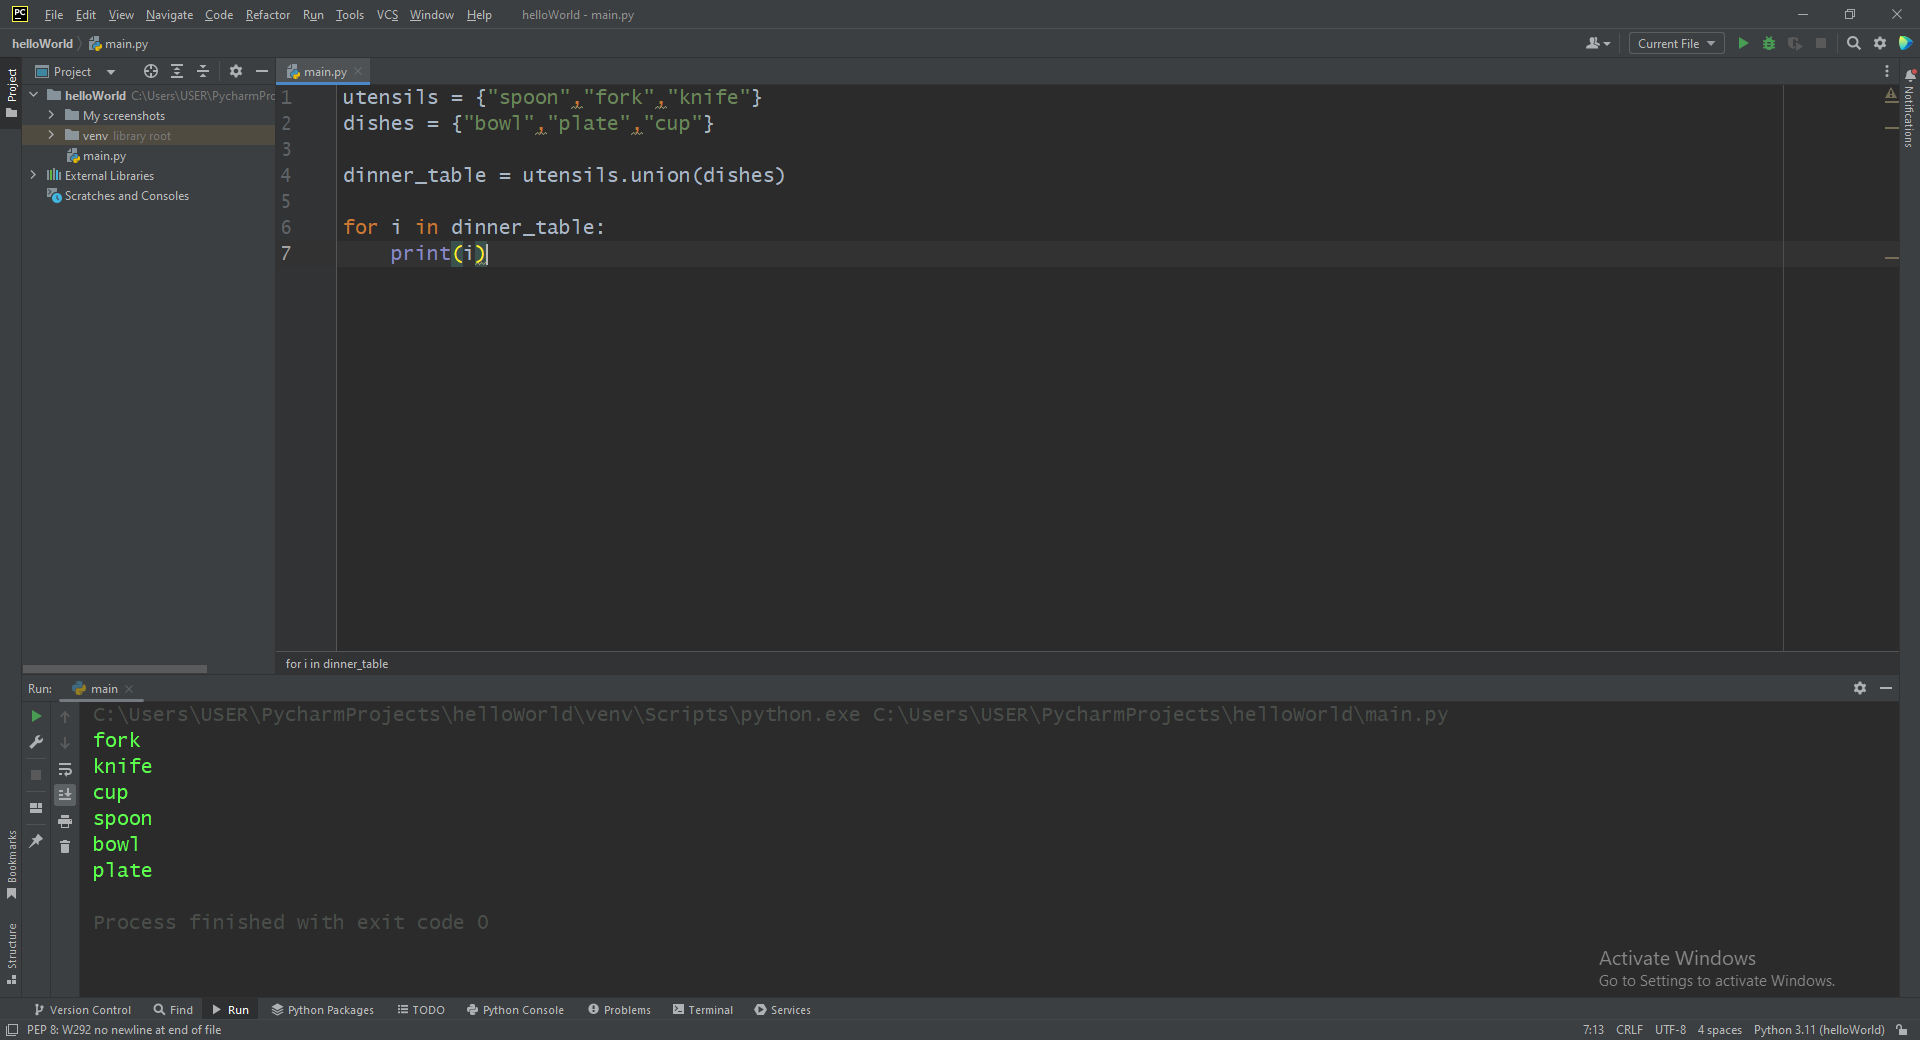 PC File Edit View Navigate Code Refactor Run Tools VCS Window Help helloWorld - main.py
helloWorld main.py Current File
Project
Project
main.py
helloWorld C:\Users\USER\PycharmPro
My screenshots
venv library root
main.py
External Libraries
Scratches and Consoles
1 utensils = {"spoon","fork","knife"}
2 dishes = {"bowl","plate","cup"}
3
4 dinner_table = utensils.union(dishes)
5
6 for i in dinner_table:
7 print(i)
for i in dinner_table
Notifications
Run: main
C:\Users\USER\PycharmProjects\helloWorld\venv\Scripts\python.exe C:\Users\USER\PycharmProjects\helloWorld\main.py
fork
knife
cup
spoon
bowl
plate
Process finished with exit code 0
Bookmarks
Structure
Activate Windows
Go to Settings to activate Windows.
Version Control Find Run Python Packages TODO Python Console Problems Terminal Services
PEP 8: W292 no newline at end of file 7:13 CRLF UTF-8 4 spaces Python 3.11 (helloWorld)